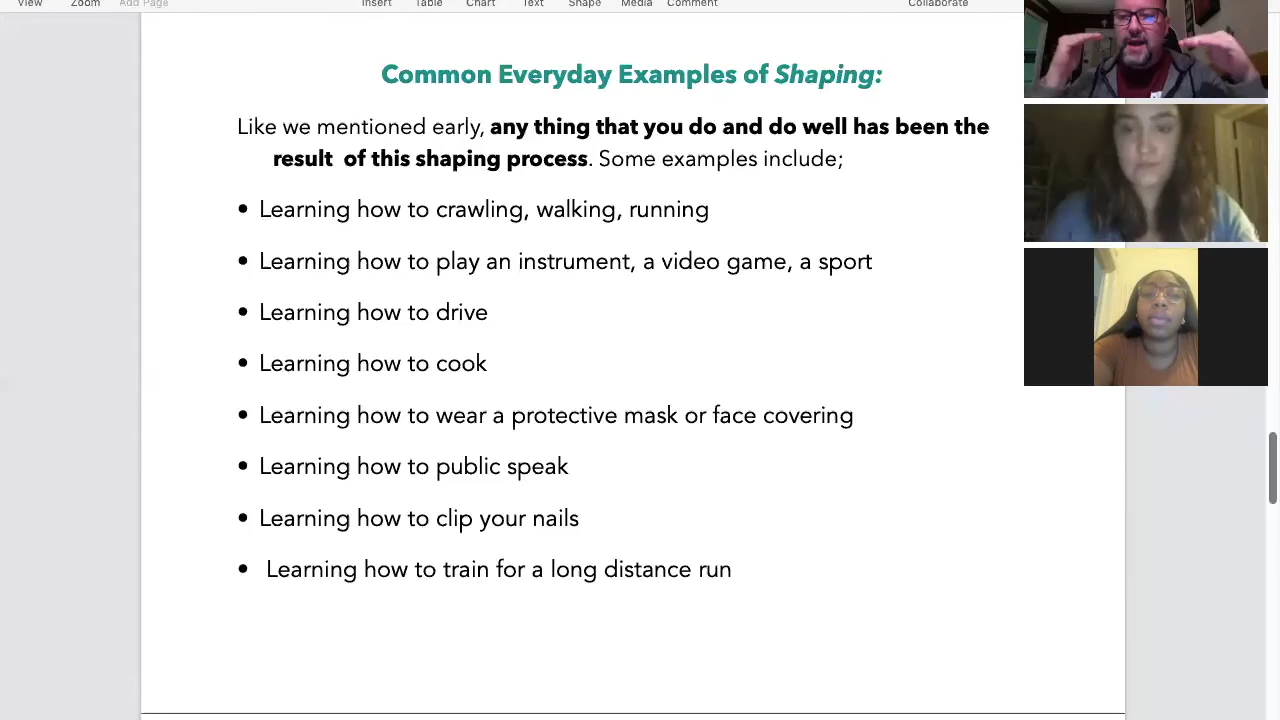 View Zoom Add Page Insert Table Chart Text Shape Media Comment Collaborate
Common Everyday Examples of Shaping:
Like we mentioned early, any thing that you do and do well has been the
result of this shaping process. Some examples include;
• Learning how to crawling, walking, running
• Learning how to play an instrument, a video game, a sport
• Learning how to drive
• Learning how to cook
• Learning how to wear a protective mask or face covering
• Learning how to public speak
• Learning how to clip your nails
• Learning how to train for a long distance run